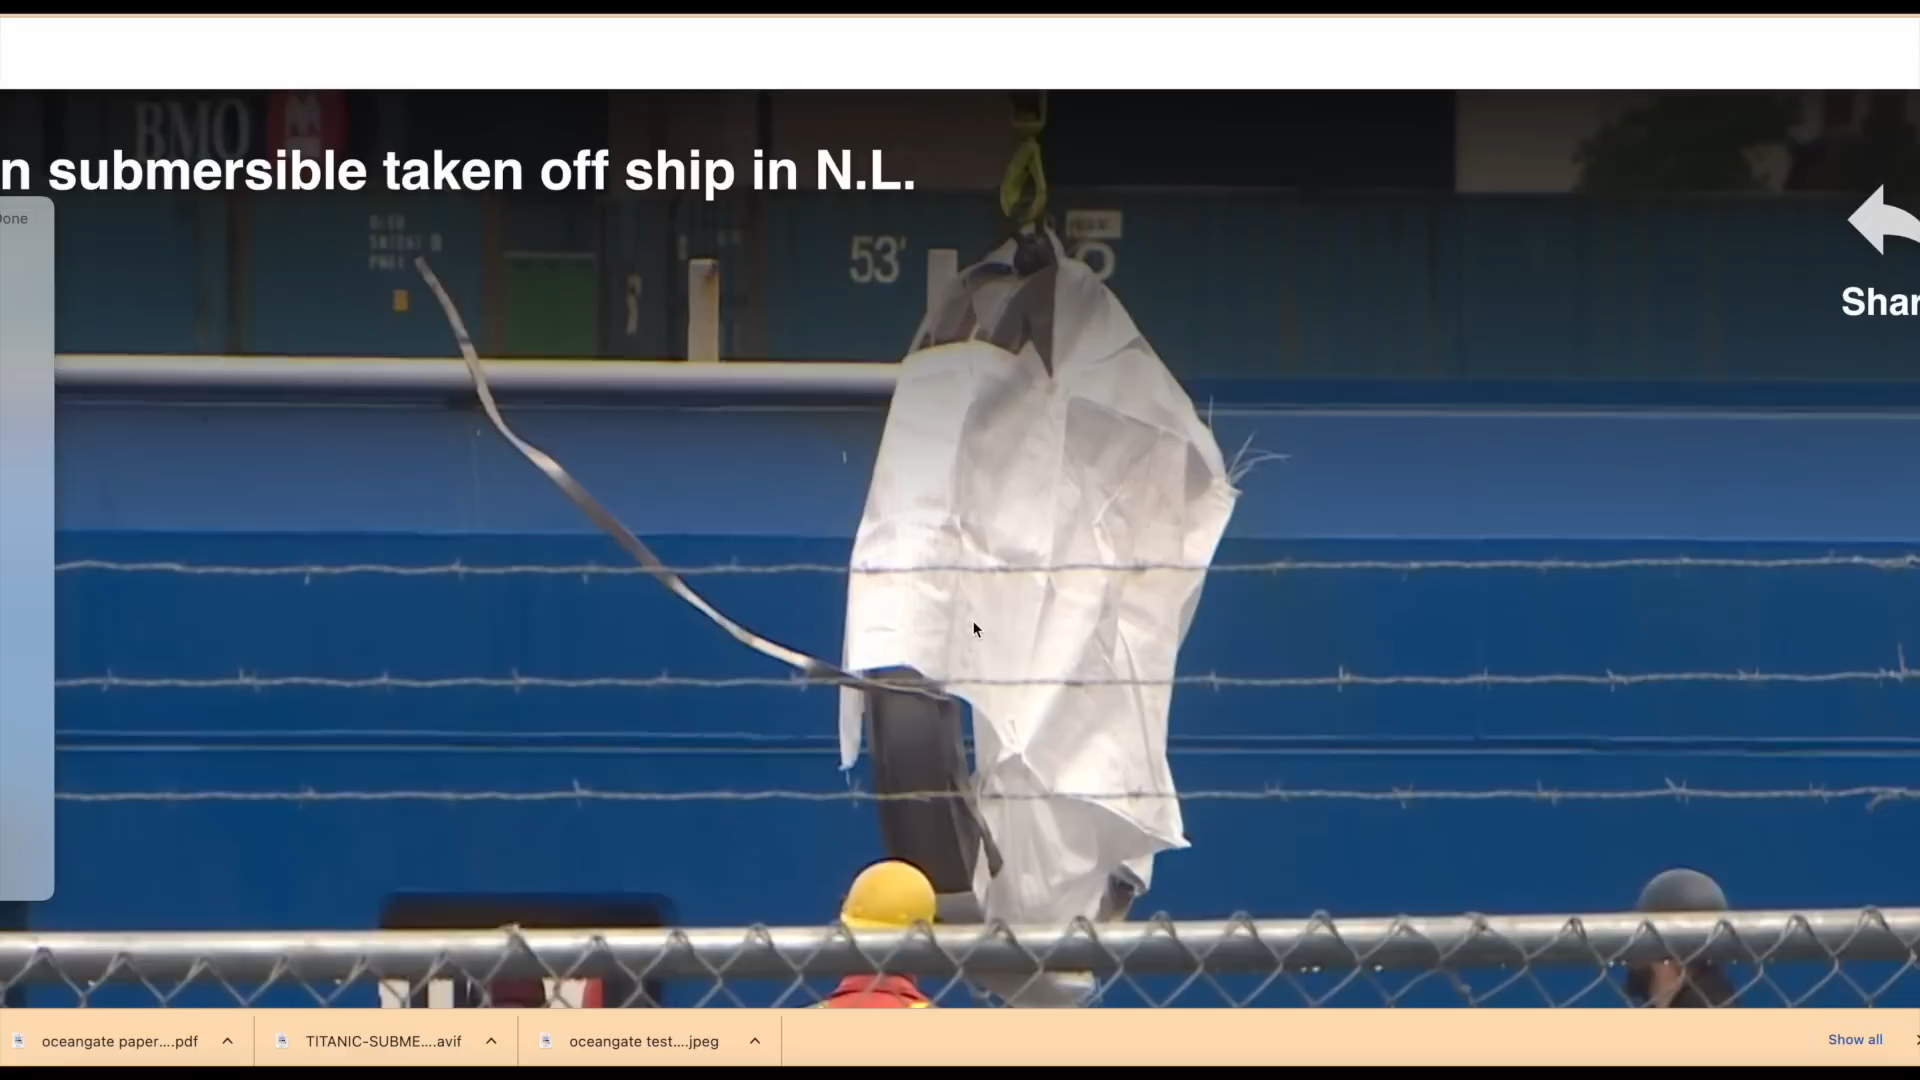 BMO
n submersible taken off ship in N.L.
Done
53'
Shar
oceangate paper....pdf
TITANIC-SUBME....avif
oceangate test....jpeg
Show all